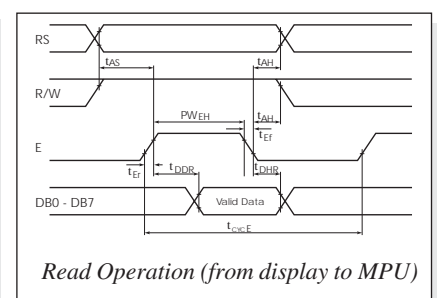 RS
tAS
tAH
R/W
PWEH
tAH
tEf
E
tEr
tDDR
tDHR
DB0 - DB7
Valid Data
tCYCE
Read Operation (from display to MPU)